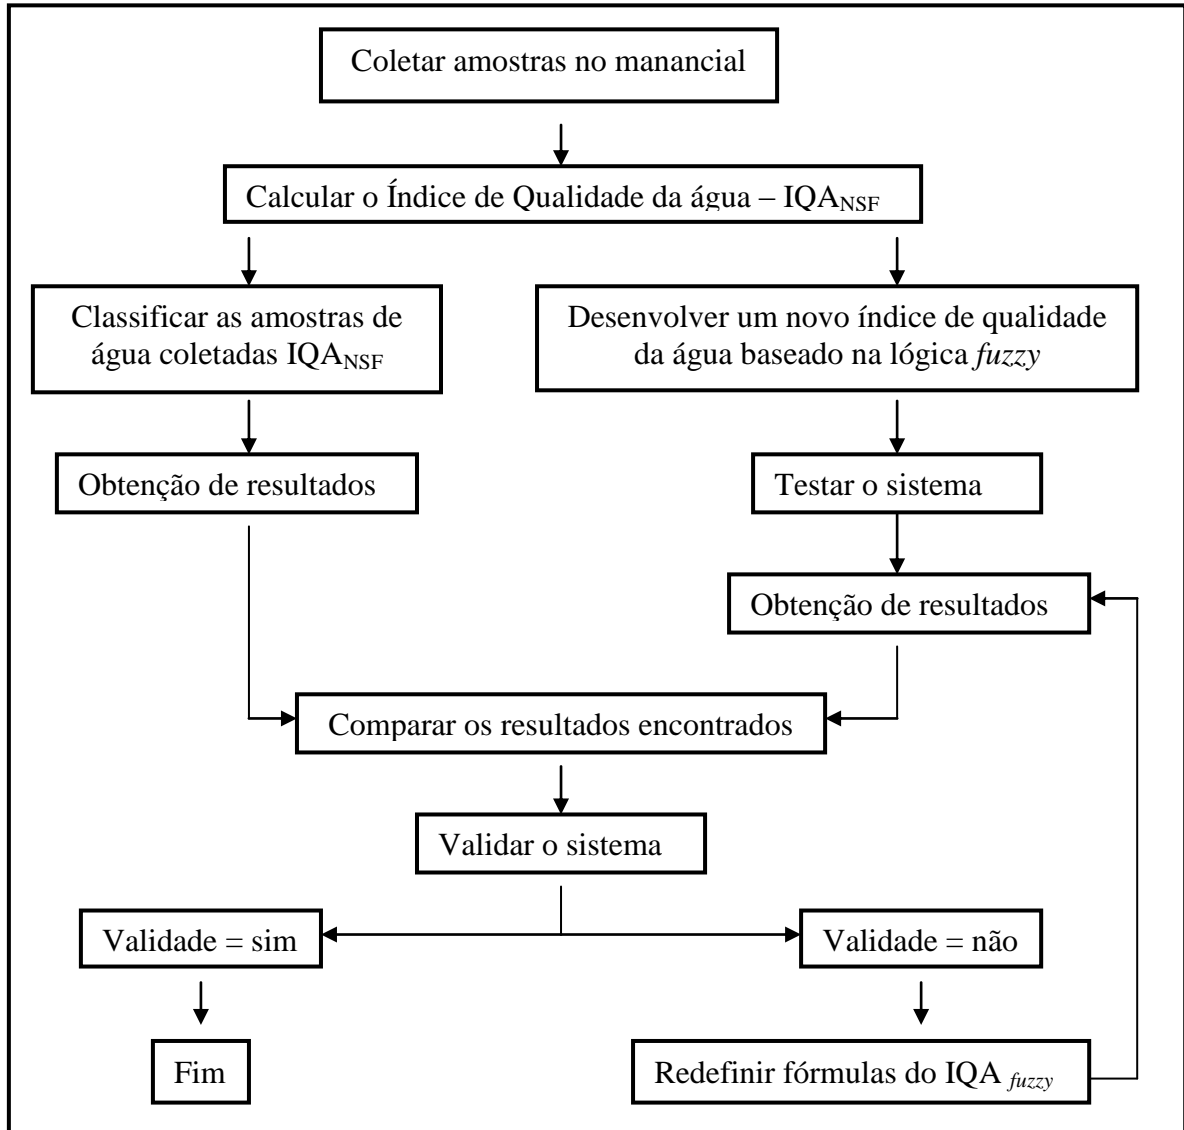 Coletar amostras no manancial
Calcular o Índice de Qualidade da água – IQANSF
Classificar as amostras de
água coletadas IQANSF
Desenvolver um novo índice de qualidade
da água baseado na lógica fuzzy
Obtenção de resultados
Testar o sistema
Obtenção de resultados
Comparar os resultados encontrados
Validar o sistema
Validade = sim
Validade = não
Fim
Redefinir fórmulas do IQA fuzzy